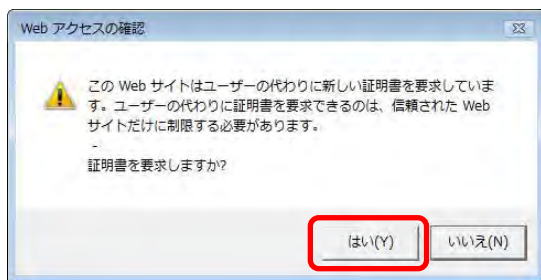 Web アクセスの確認
この Web サイトはユーザーの代わりに新しい証明書を要求していま
す。ユーザーの代わりに証明書を要求できるのは、信頼された Web
サイトだけに制限する必要があります。
-
証明書を要求しますか?
はい(Y) いいえ(N)